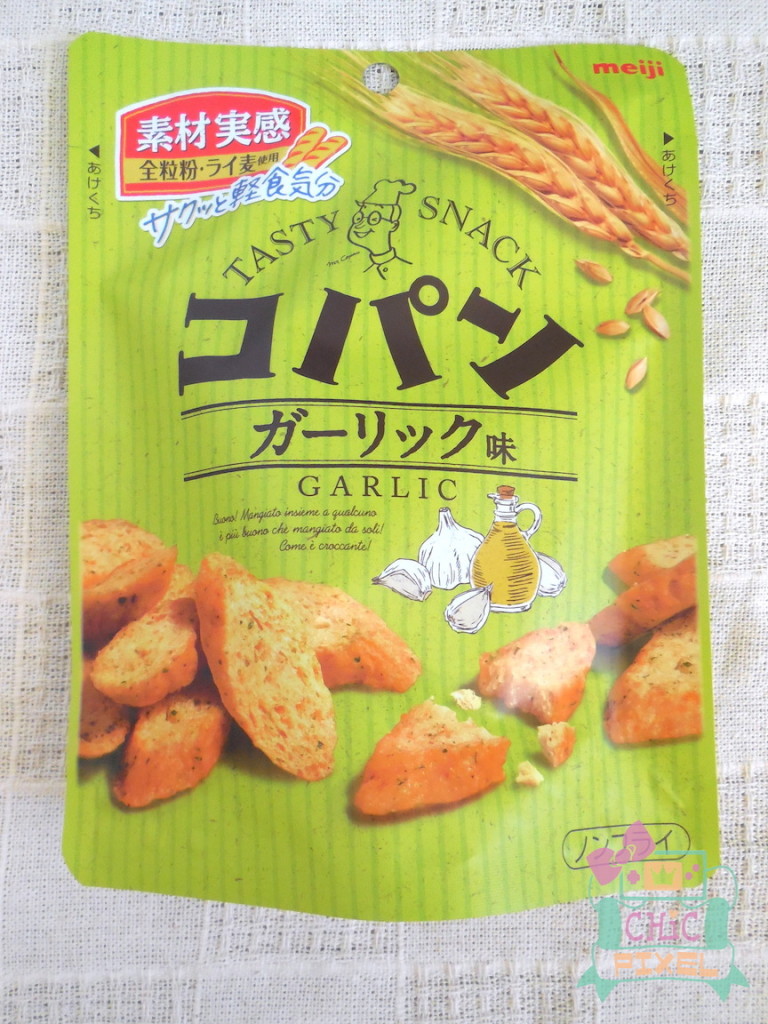 meiji
素材実感
全粒粉・ライ麦使用
サクッと軽食気分
◀あけくち
▶あけくち
TASTY SNACK
コパン
ガーリック味
GARLIC
Buono! Mangiato insieme a qualcuno
è più buono che mangiato da soli!
Come è croccante!
ノンフライ
CHiC
PIXEL